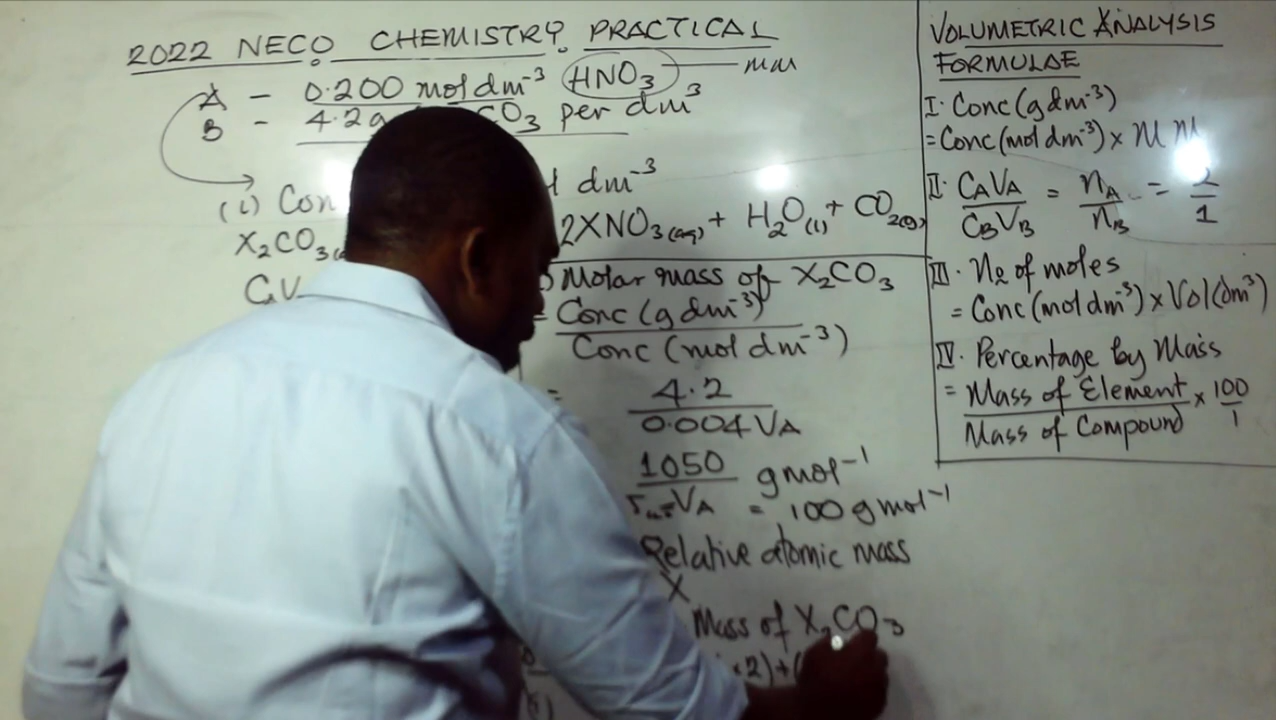 2022 NECO CHEMISTRY PRACTICAL
A – 0.200 mol dm⁻³ HNO₃ mm
B – 4.2g CO₃ per dm³
(i) Con dm⁻³
X₂CO₃ 2XNO₃(aq) + H₂O(l) + CO₂(g)
Molar mass of X₂CO₃
= Conc (g dm⁻³)
Conc (mol dm⁻³)
= 4.2
0.004 VA
1050 g mol⁻¹
VA = 100 g mol⁻¹
Relative atomic mass
X
Mass of X₂CO₃
VOLUMETRIC ANALYSIS
FORMULAE
I. Conc (g dm⁻³)
= Conc (mol dm⁻³) × M M
II. CAVA = nA = 2
CBVB nB 1
III. No of moles
= Conc (mol dm⁻³) × Vol (dm³)
IV. Percentage by Mass
= Mass of Element × 100
Mass of Compound 1